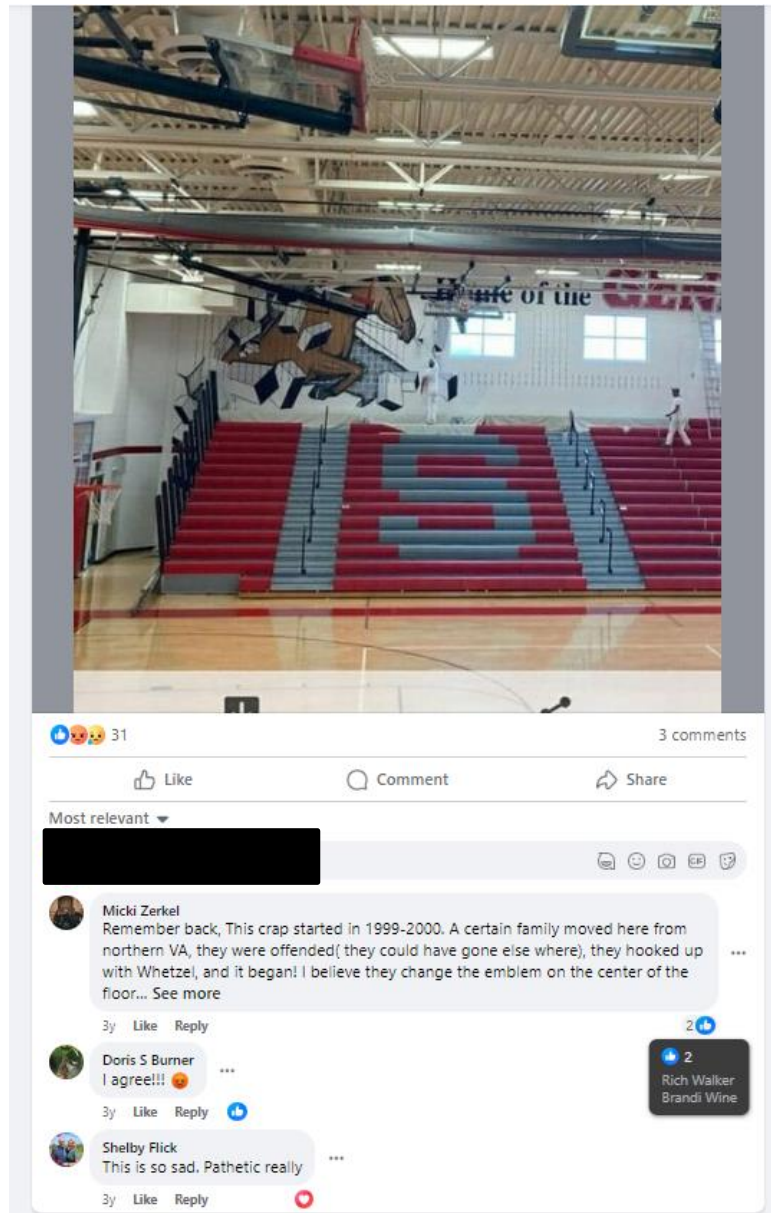 Home of the GEN
S
31
3 comments
Like
Comment
Share
Most relevant
GIF
Micki Zerkel
Remember back, This crap started in 1999-2000. A certain family moved here from
northern VA, they were offended( they could have gone else where), they hooked up
with Whetzel, and it began! I believe they change the emblem on the center of the
floor... See more
3y Like Reply
2
Doris S Burner
2
I agree!!!
Rich Walker
Brandi Wine
3y Like Reply
Shelby Flick
This is so sad. Pathetic really
3y Like Reply